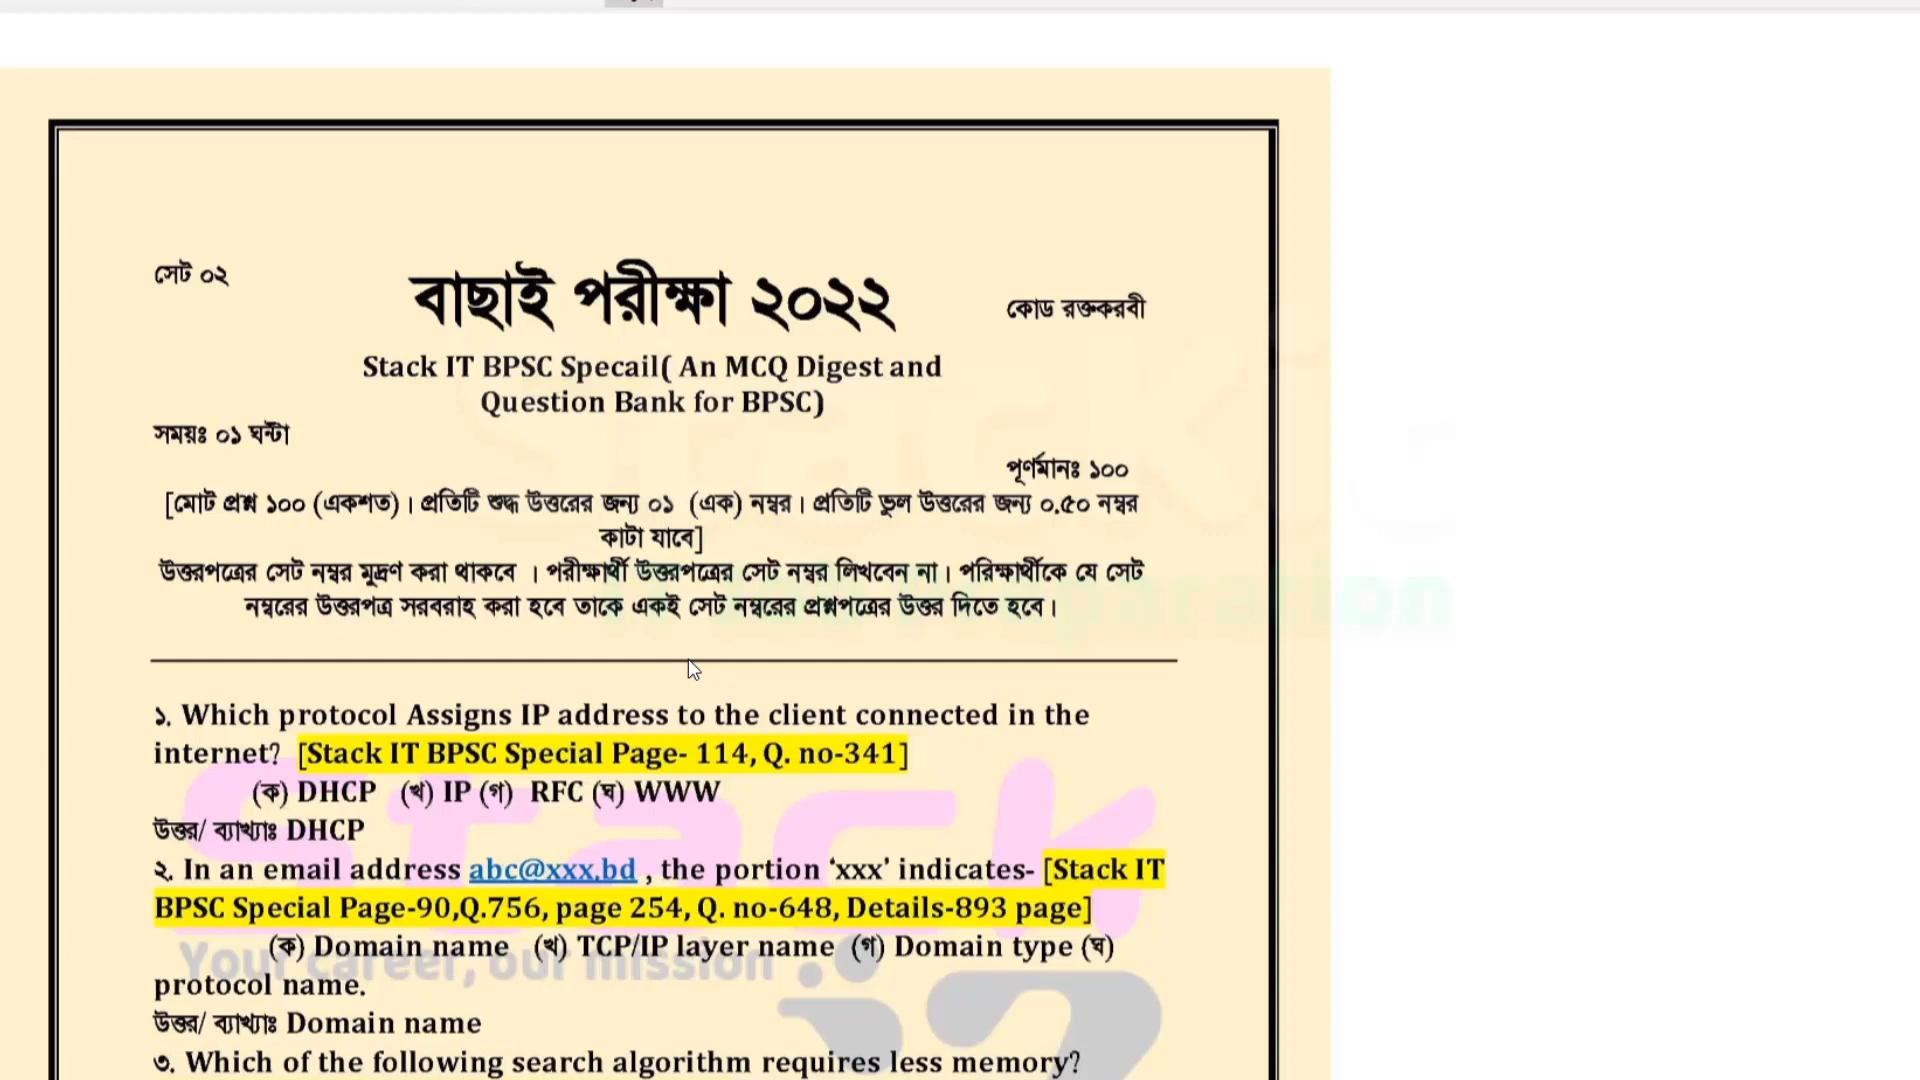 সেট ০২
বাছাই পরীক্ষা ২০২২
কোড রক্তকরবী
Stack IT BPSC Specail( An MCQ Digest and
Question Bank for BPSC)
সময়ঃ ০১ ঘন্টা
পূর্ণমানঃ ১০০
[মোট প্রশ্ন ১০০ (একশত)। প্রতিটি শুদ্ধ উত্তরের জন্য ০১ (এক) নম্বর। প্রতিটি ভুল উত্তরের জন্য ০.৫০ নম্বর
কাটা যাবে]
উত্তরপত্রের সেট নম্বর মুদ্রণ করা থাকবে । পরীক্ষার্থী উত্তরপত্রের সেট নম্বর লিখবেন না। পরিক্ষার্থীকে যে সেট
নম্বরের উত্তরপত্র সরবরাহ করা হবে তাকে একই সেট নম্বরের প্রশ্নপত্রের উত্তর দিতে হবে।
১. Which protocol Assigns IP address to the client connected in the
internet? [Stack IT BPSC Special Page- 114, Q. no-341]
(ক) DHCP (খ) IP (গ) RFC (ঘ) WWW
উত্তর/ ব্যাখ্যাঃ DHCP
২. In an email address abc@xxx.bd , the portion ‘xxx’ indicates- [Stack IT
BPSC Special Page-90,Q.756, page 254, Q. no-648, Details-893 page]
(ক) Domain name (খ) TCP/IP layer name (গ) Domain type (ঘ)
protocol name.
উত্তর/ ব্যাখ্যাঃ Domain name
৩. Which of the following search algorithm requires less memory?
Stack
Your career, our mission